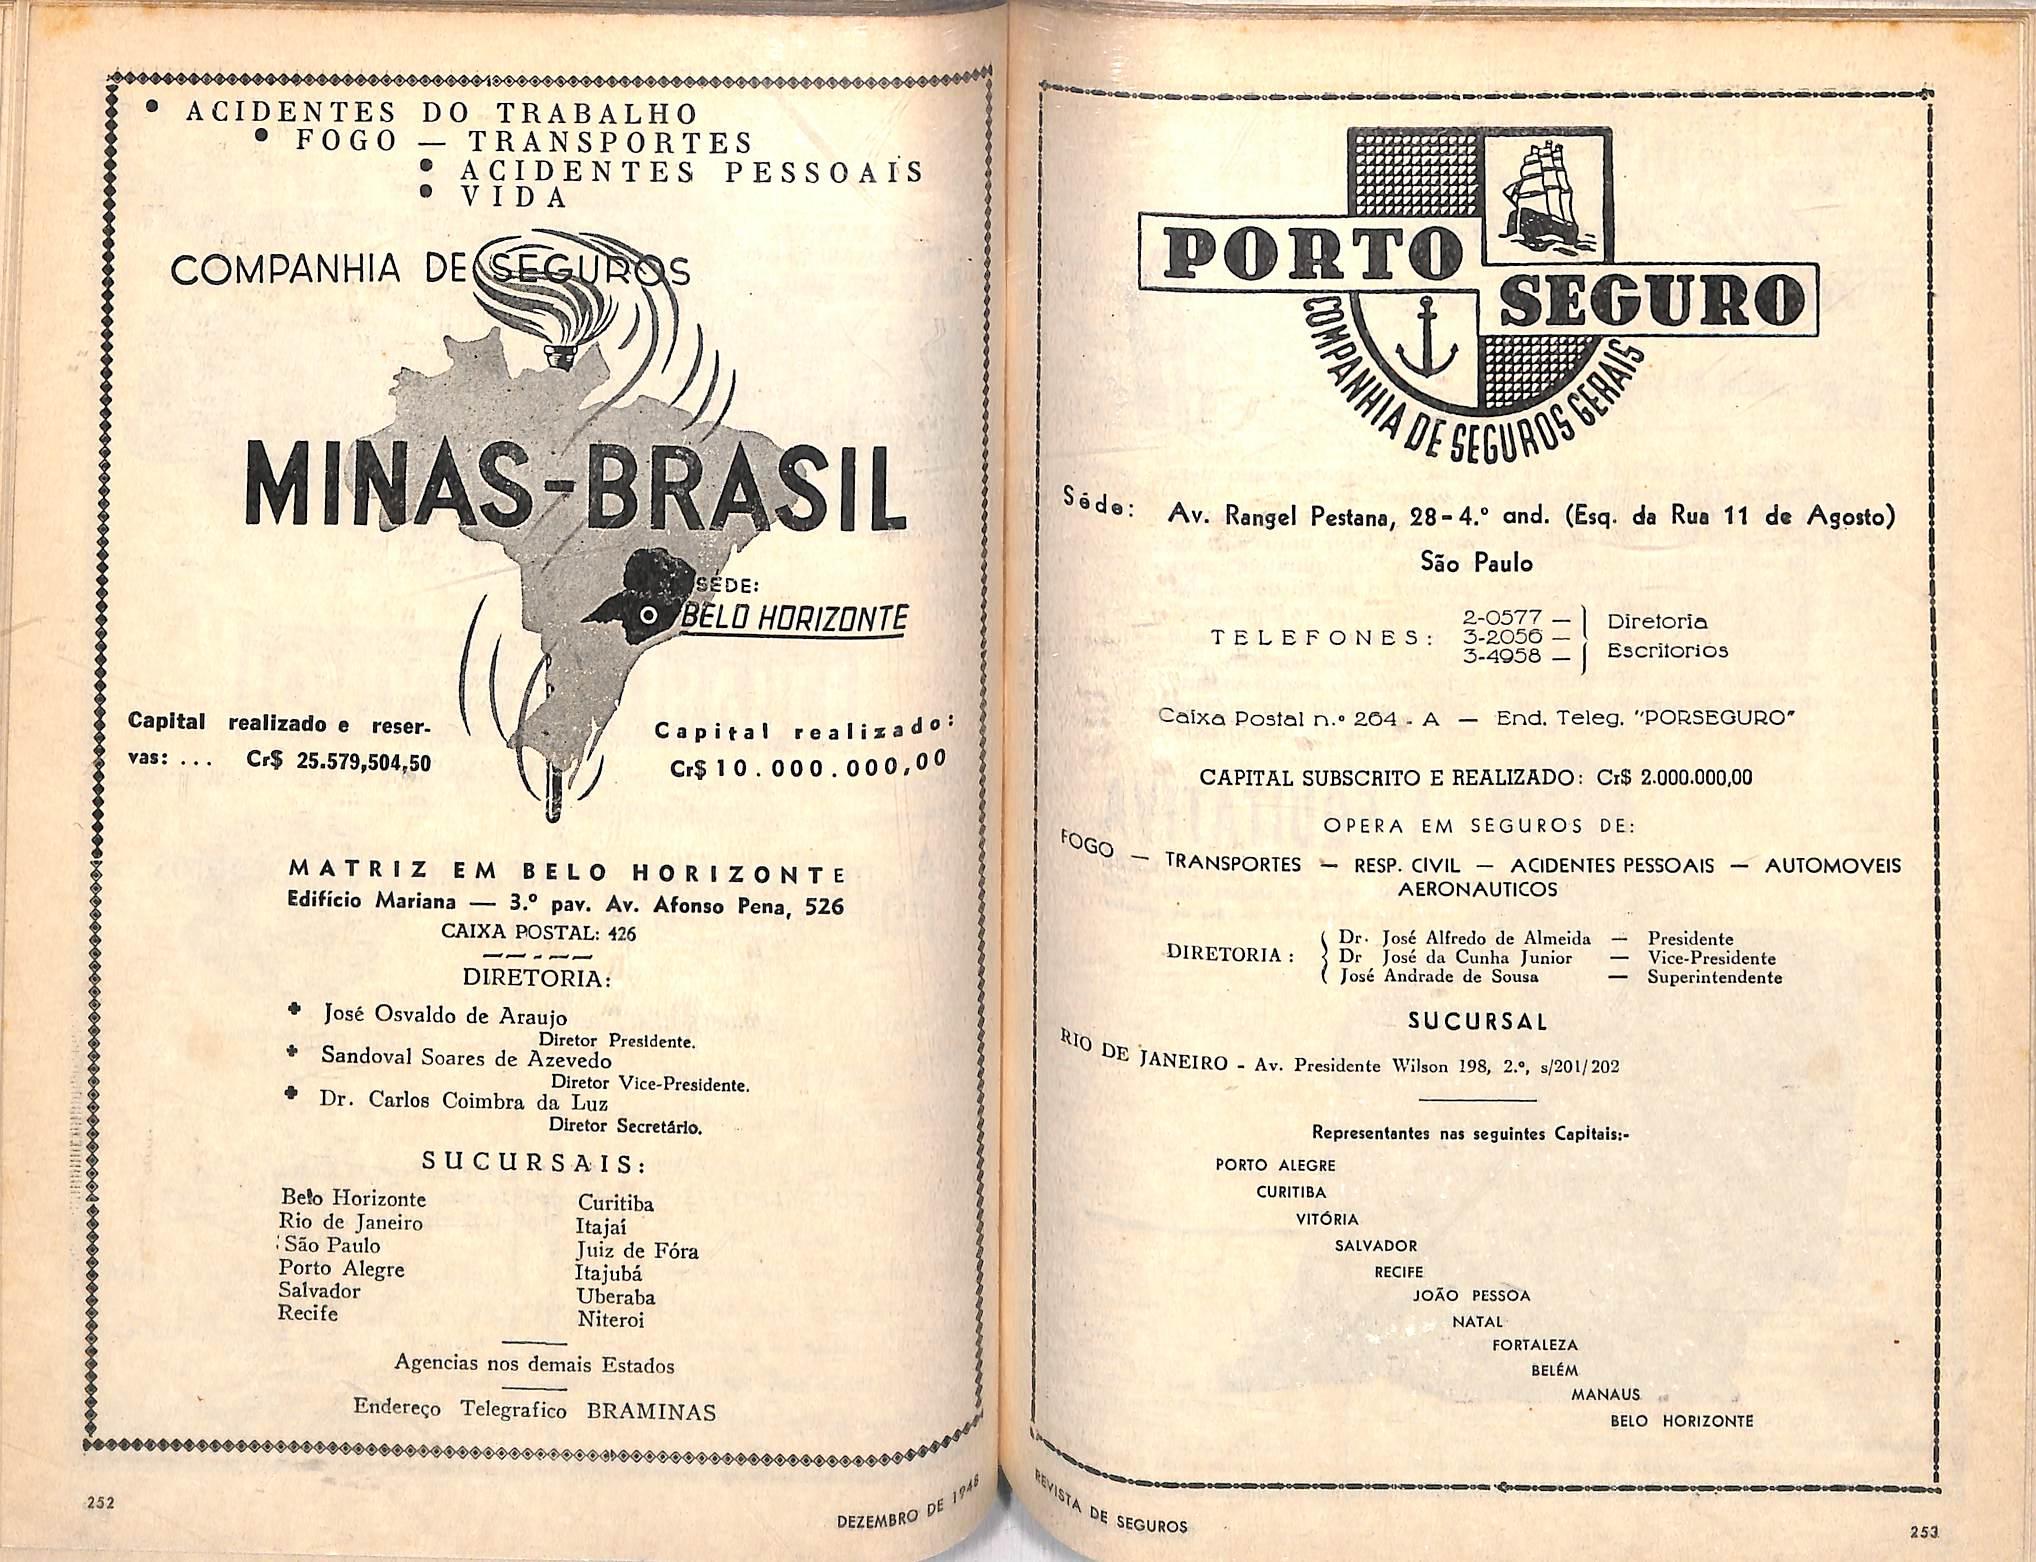 • ACIDENTES DO TRABALHO
• FOGO — TRANSPORTES
• ACIDENTES PESSOAIS
• VIDA
COMPANHIA DE SEGUROS
MINAS-BRASIL
SÉDE:
BELO HORIZONTE
Capital realizado e reser-
vas: ... Cr$ 25.579,504,50
Capital realizado:
Cr$ 10.000.000,00
MATRIZ EM BELO HORIZONTE
Edifício Mariana — 3.º pav. Av. Afonso Pena, 526
CAIXA POSTAL: 426
DIRETORIA:
José Osvaldo de Araujo
Diretor Presidente.
Sandoval Soares de Azevedo
Diretor Vice-Presidente.
Dr. Carlos Coimbra da Luz
Diretor Secretário.
SUCURSAIS:
Belo Horizonte
Rio de Janeiro
São Paulo
Porto Alegre
Salvador
Recife
Curitiba
Itajaí
Juiz de Fóra
Itajubá
Uberaba
Niteroi
Agencias nos demais Estados
Endereço Telegrafico BRAMINAS
252
DEZEMBRO DE 1948
PORTO
SEGURO
COMPANHIA DE SEGUROS GERAIS
Séde: Av. Rangel Pestana, 28-4.º and. (Esq. da Rua 11 de Agosto)
São Paulo
TELEFONES:
2-0577 —
3-2056 —
3-4958 —
Diretoria
Escritorios
Caixa Postal n.º 264 - A — End. Teleg. "PORSEGURO"
CAPITAL SUBSCRITO E REALIZADO: Cr$ 2.000.000,00
OPERA EM SEGUROS DE:
FOGO — TRANSPORTES — RESP. CIVIL — ACIDENTES PESSOAIS — AUTOMOVEIS
AERONAUTICOS
DIRETORIA:
Dr. José Alfredo de Almeida — Presidente
Dr José da Cunha Junior — Vice-Presidente
José Andrade de Sousa — Superintendente
SUCURSAL
RIO DE JANEIRO - Av. Presidente Wilson 198, 2.º, s/201/202
Representantes nas seguintes Capitais:-
PORTO ALEGRE
CURITIBA
VITÓRIA
SALVADOR
RECIFE
JOÃO PESSOA
NATAL
FORTALEZA
BELÉM
MANAUS
BELO HORIZONTE
REVISTA DE SEGUROS
253